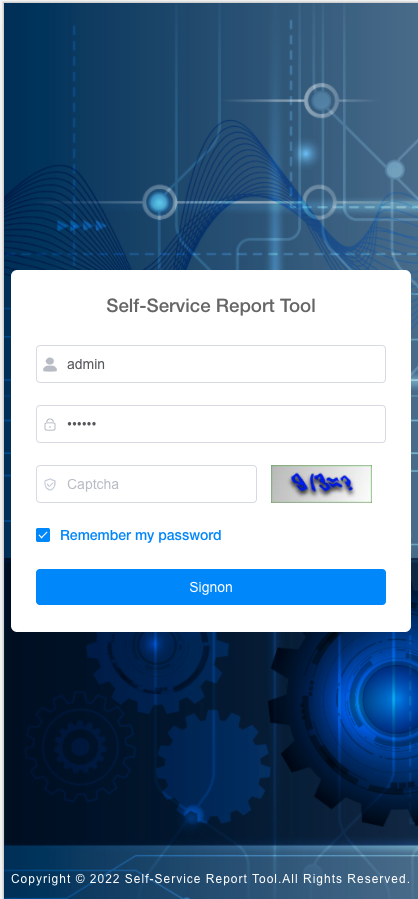 Self-Service Report Tool
admin
••••••
Captcha
Remember my password
Signon
Copyright © 2022 Self-Service Report Tool.All Rights Reserved.